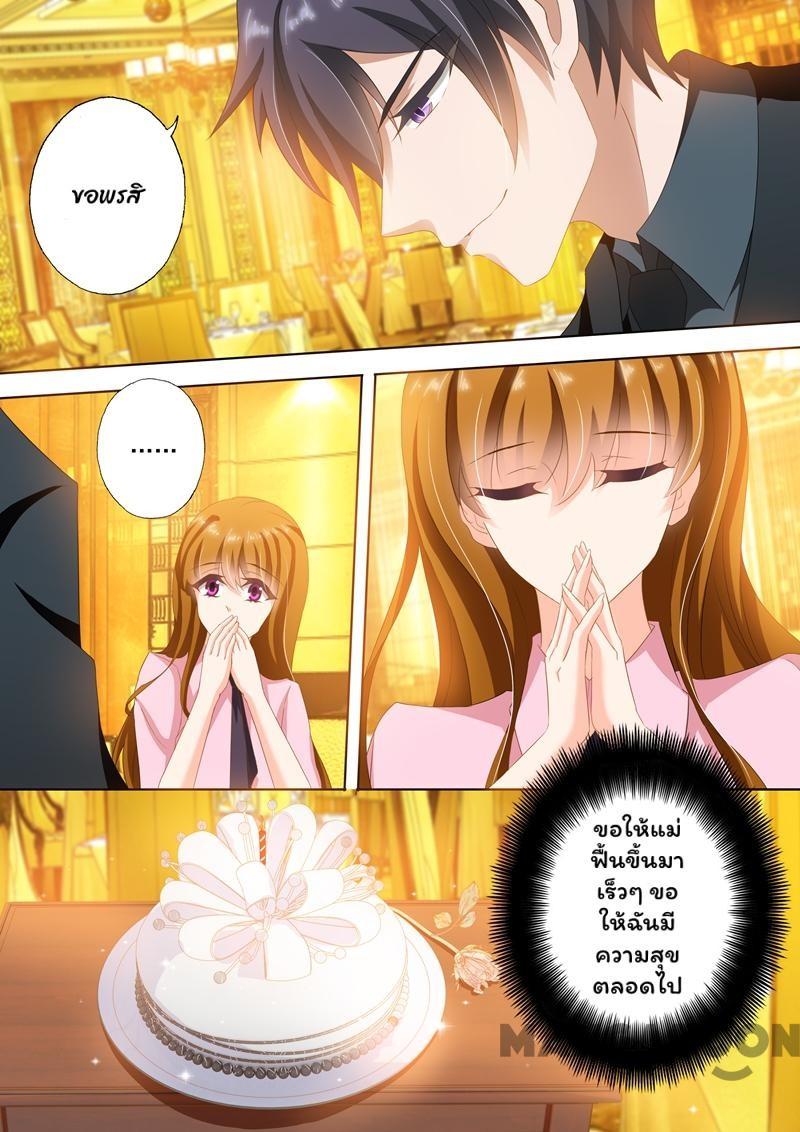 ขอพรสิ
......
ขอให้แม่
ฟื้นขึ้นมา
เร็วๆ ขอ
ให้ฉันมี
ความสุข
ตลอดไป